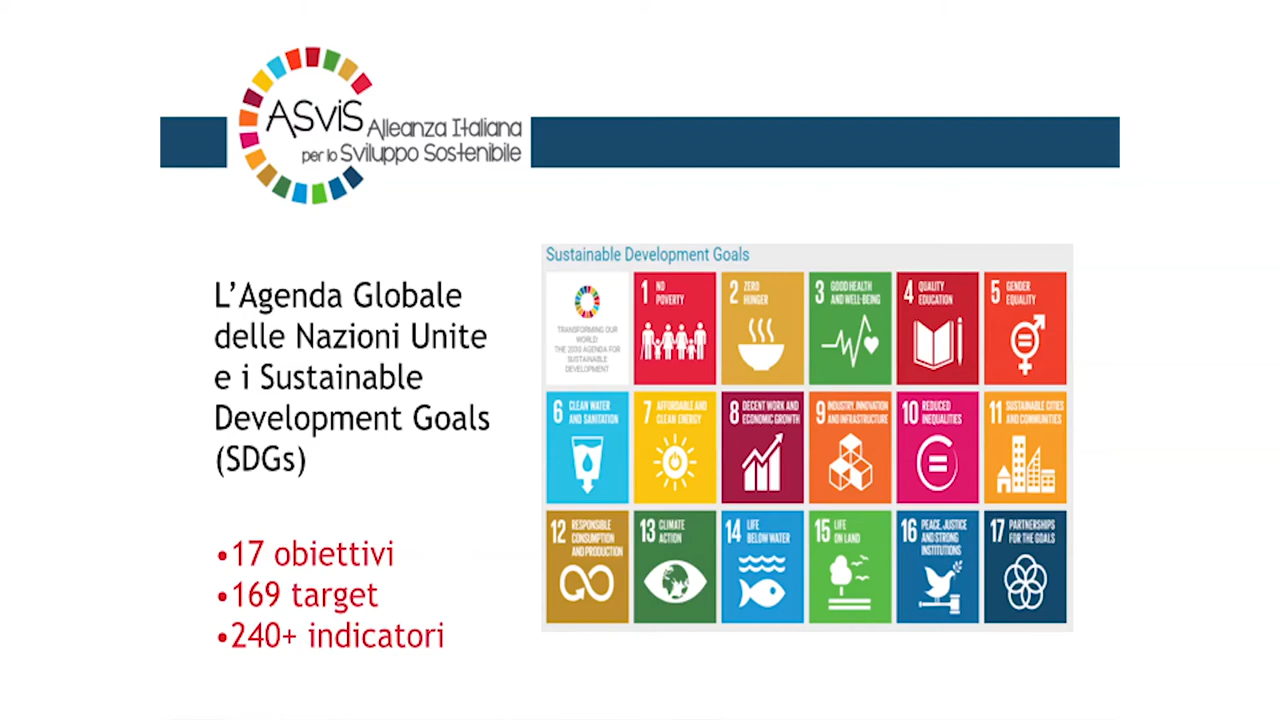 ASviS Alleanza Italiana
per lo Sviluppo Sostenibile
L'Agenda Globale
delle Nazioni Unite
e i Sustainable
Development Goals
(SDGs)
•17 obiettivi
•169 target
•240+ indicatori
Sustainable Development Goals
TRANSFORMING OUR
WORLD:
THE 2030 AGENDA FOR
SUSTAINABLE
DEVELOPMENT
1 NO
POVERTY
2 ZERO
HUNGER
3 GOOD HEALTH
AND WELL-BEING
4 QUALITY
EDUCATION
5 GENDER
EQUALITY
6 CLEAN WATER
AND SANITATION
7 AFFORDABLE AND
CLEAN ENERGY
8 DECENT WORK AND
ECONOMIC GROWTH
9 INDUSTRY, INNOVATION
AND INFRASTRUCTURE
10 REDUCED
INEQUALITIES
11 SUSTAINABLE CITIES
AND COMMUNITIES
12 RESPONSIBLE
CONSUMPTION
AND PRODUCTION
13 CLIMATE
ACTION
14 LIFE
BELOW WATER
15 LIFE
ON LAND
16 PEACE, JUSTICE
AND STRONG
INSTITUTIONS
17 PARTNERSHIPS
FOR THE GOALS